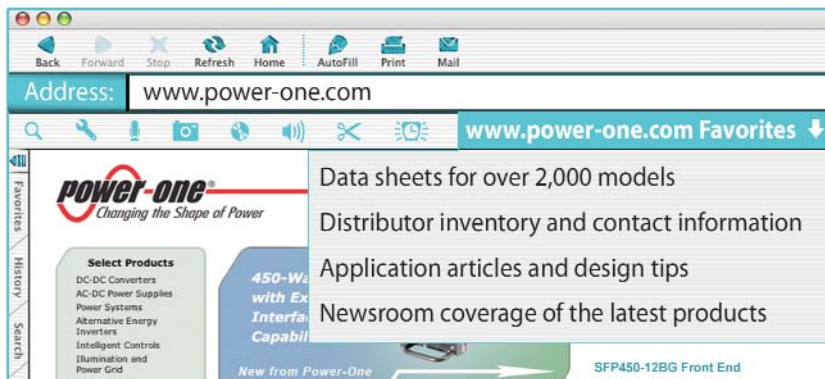 Back Forward Stop Refresh Home AutoFill Print Mail
Address: www.power-one.com
www.power-one.com Favorites
Favorites
History
Search
power-one®
Changing the Shape of Power
Data sheets for over 2,000 models
Distributor inventory and contact information
Application articles and design tips
Newsroom coverage of the latest products
Select Products
DC-DC Converters
AC-DC Power Supplies
Power Systems
Alternative Energy
Inverters
Intelligent Controls
Illumination and
Power Grid
450-Wa
with Ex
Interfa
Capabil
New from Power-One
SFP450-12BG Front End